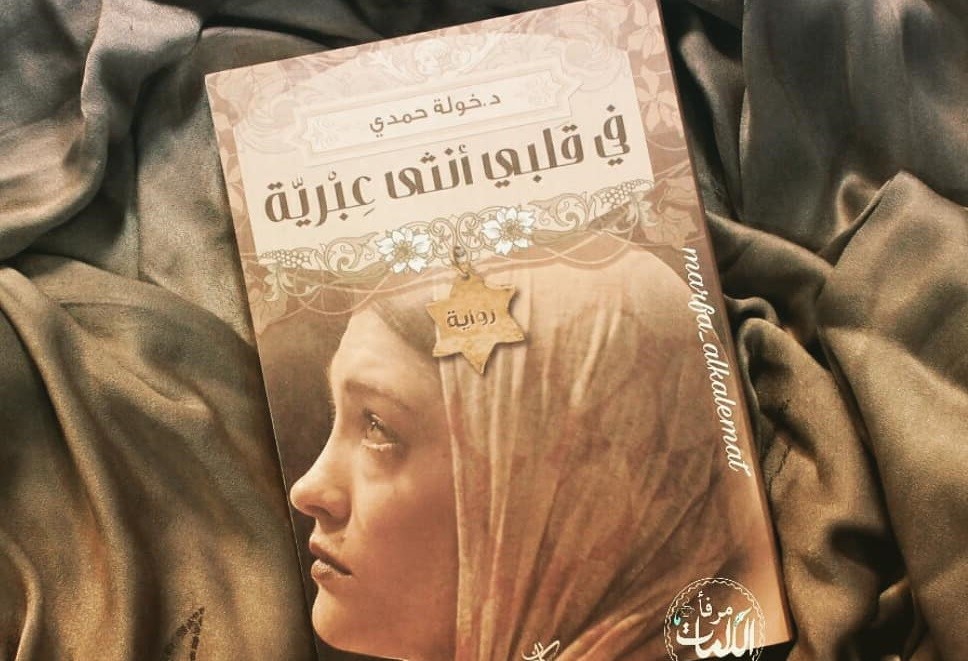 د.خولة حمدي
في قلبي أنثى عِبْريّة
رواية
marfa_alkalemat
مرفأ
الكلمات